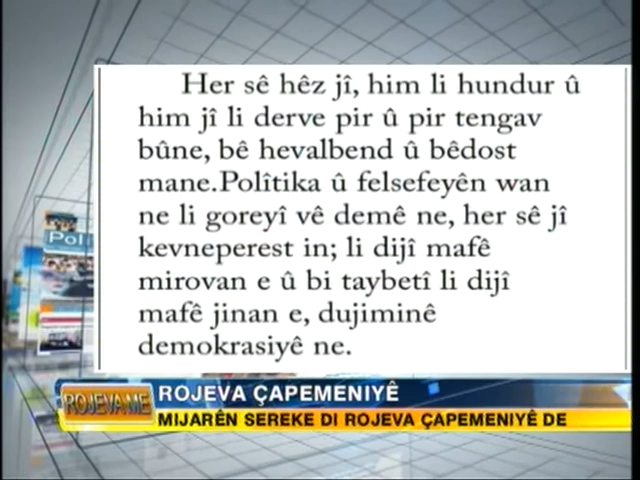 Her sê hêz jî, him li hundur û
him jî li derve pir û pir tengav
bûne, bê hevalbend û bêdost
mane.Polîtika û felsefeyên wan
ne li goreyî vê demê ne, her sê jî
kevneperest in; li dijî mafê
mirovan e û bi taybetî li dijî
mafê jinan e, dujiminê
demokrasiyê ne.
Poli
ROJEVA ME
ROJEVA ÇAPEMENIYÊ
MIJARÊN SEREKE DI ROJEVA ÇAPEMENIYÊ DE